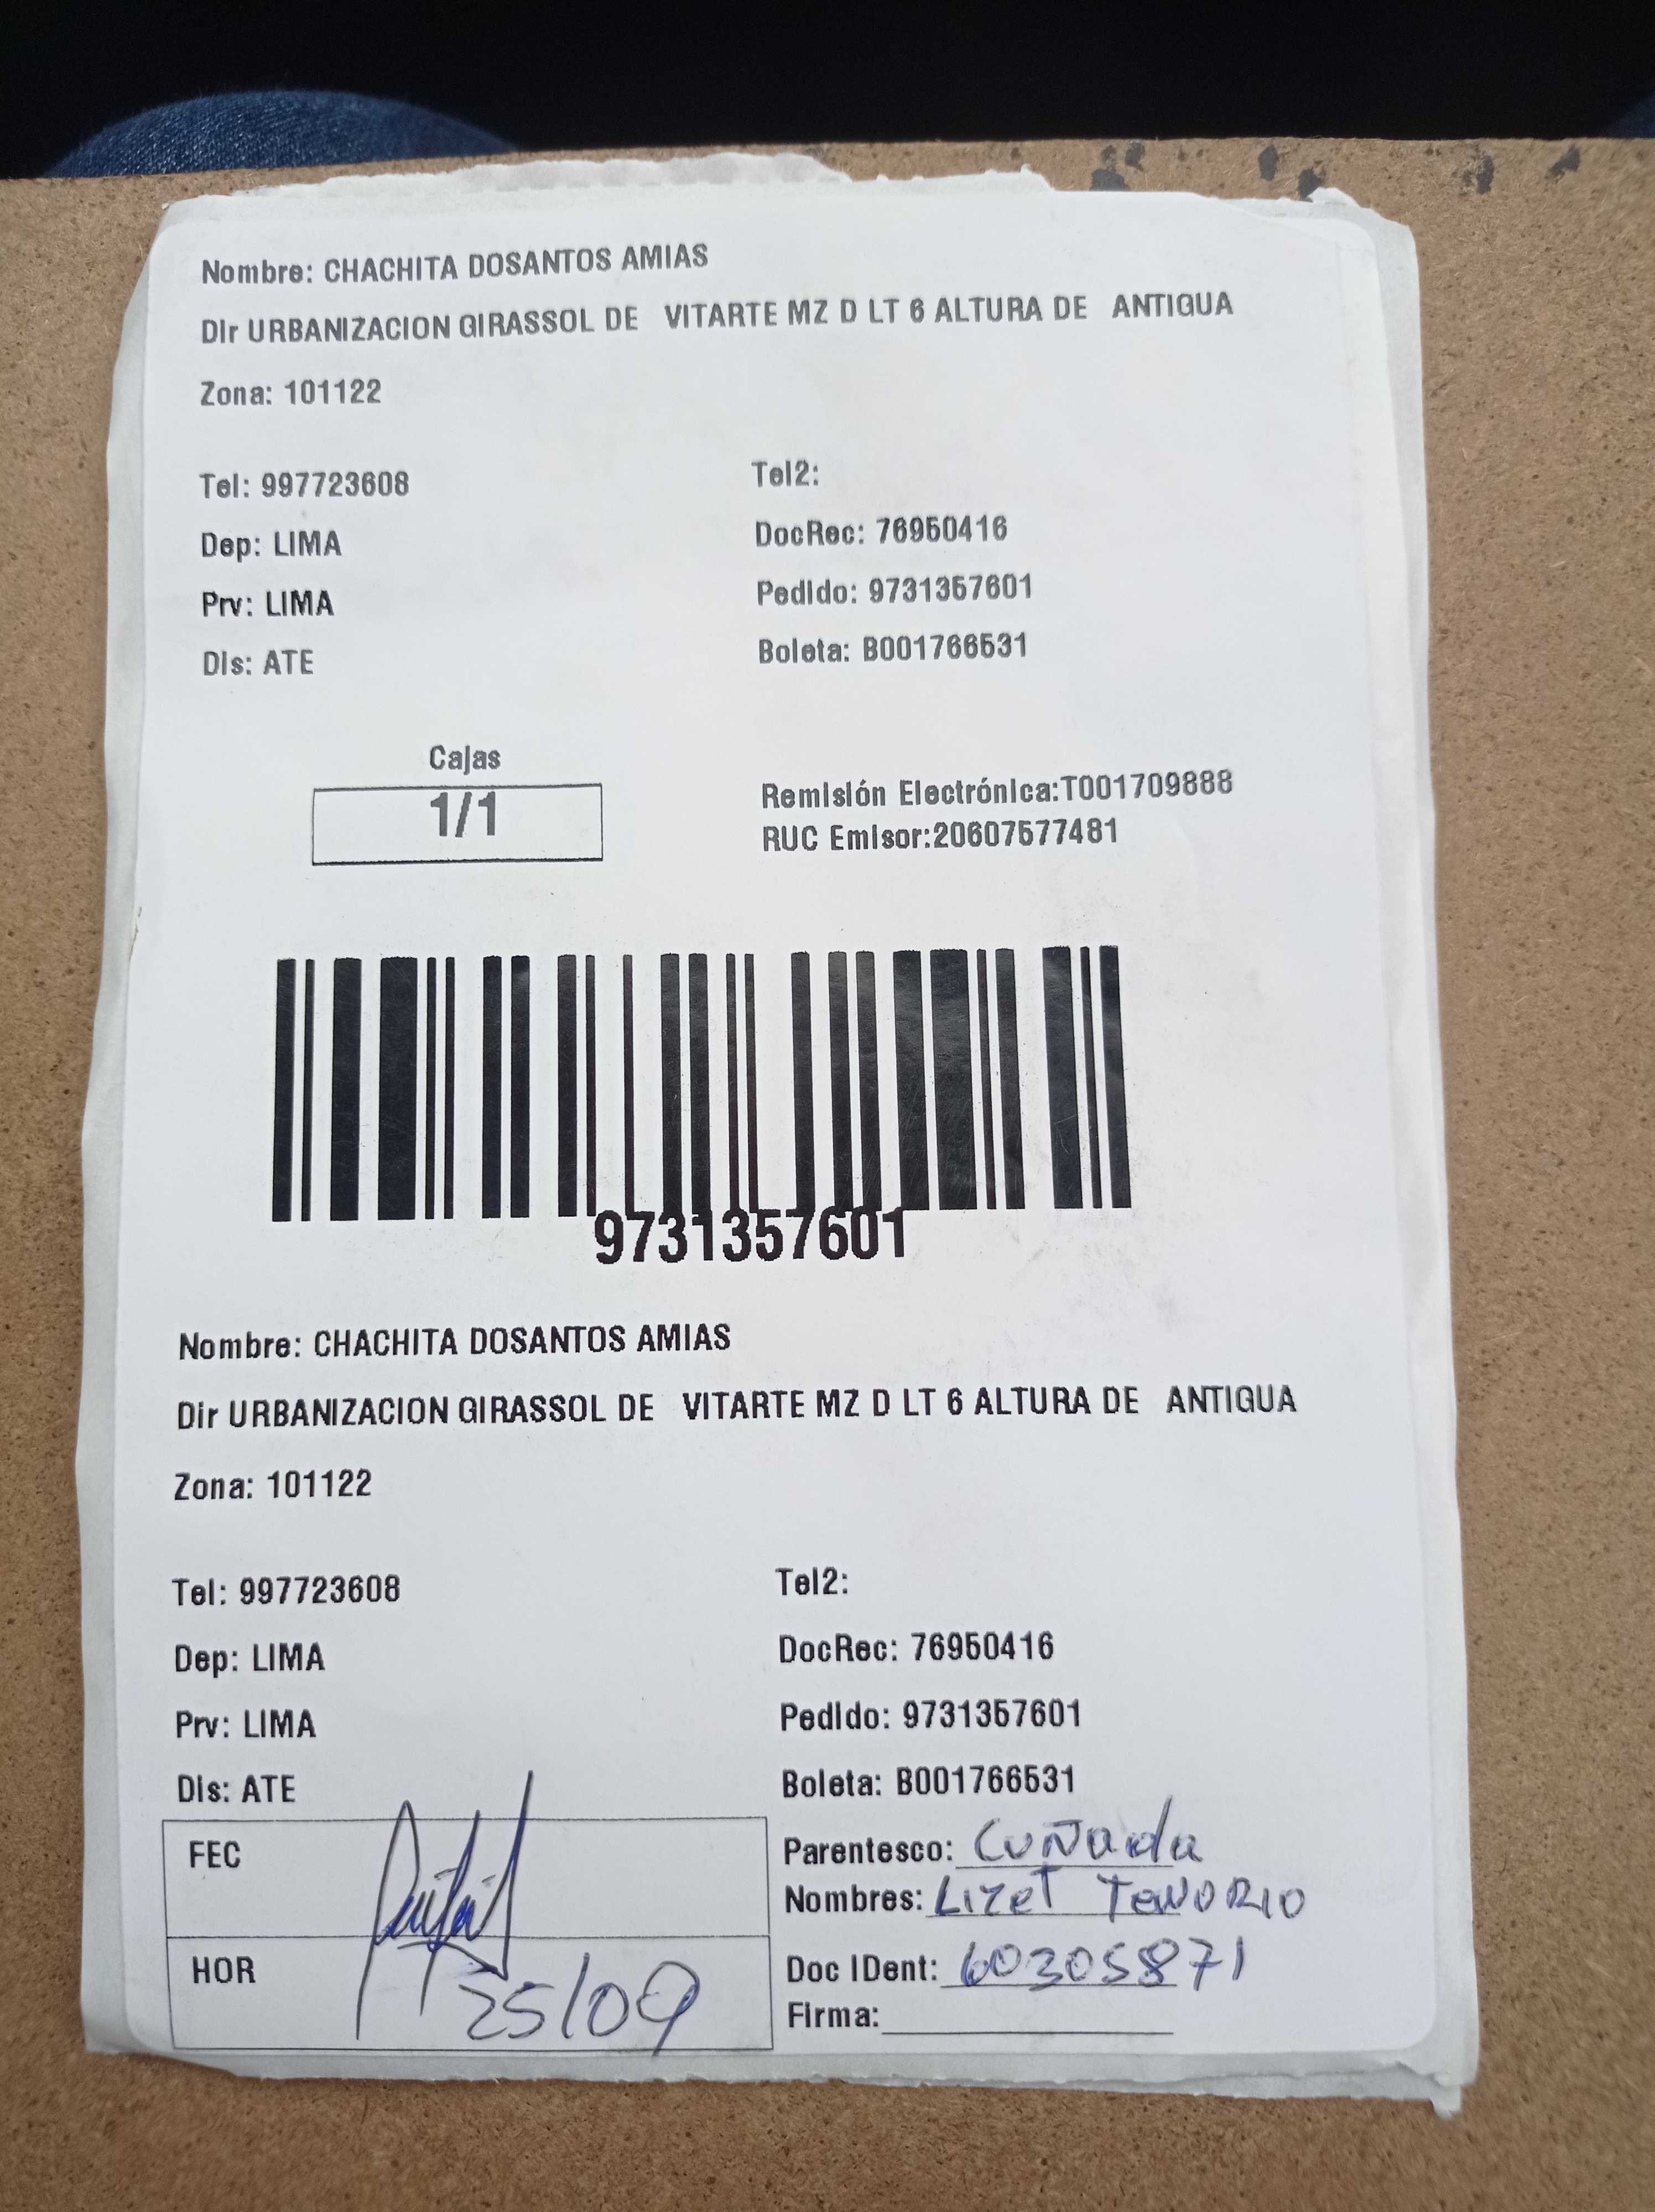 Nombre: CHACHITA DOSANTOS AMIAS
Dir URBANIZACION GIRASSOL DE VITARTE MZ D LT 6 ALTURA DE ANTIGUA
Zona: 101122
Tel: 997723608 Tel2:
Dep: LIMA DocRec: 76950416
Prv: LIMA Pedido: 9731357601
Dis: ATE Boleta: B001766531
Cajas
1/1
Remisión Electrónica:T001709888
RUC Emisor:20607577481
9731357601
Nombre: CHACHITA DOSANTOS AMIAS
Dir URBANIZACION GIRASSOL DE VITARTE MZ D LT 6 ALTURA DE ANTIGUA
Zona: 101122
Tel: 997723608 Tel2:
Dep: LIMA DocRec: 76950416
Prv: LIMA Pedido: 9731357601
Dis: ATE Boleta: B001766531
FEC
HOR 25/09
Parentesco: Cuñada
Nombres: Lizet Tenorio
Doc IDent: 60305871
Firma: